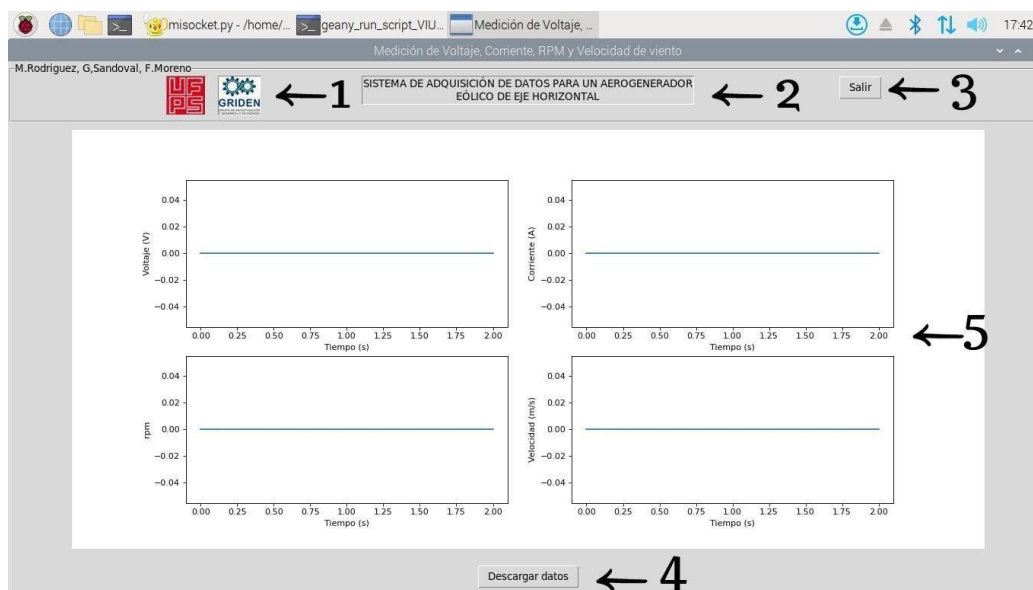 misocket.py - /home/... geany_run_script_VIU... Medición de Voltaje, ... 17:42
Medición de Voltaje, Corriente, RPM y Velocidad de viento
M.Rodriguez, G,Sandoval, F.Moreno
UFPS
GRIDEN
1
SISTEMA DE ADQUISICIÓN DE DATOS PARA UN AEROGENERADOR
EÓLICO DE EJE HORIZONTAL
2
Salir
3
Voltaje (V)
0.04
0.02
0.00
−0.02
−0.04
0.00 0.25 0.50 0.75 1.00 1.25 1.50 1.75 2.00
Tiempo (s)
Corriente (A)
0.04
0.02
0.00
−0.02
−0.04
0.00 0.25 0.50 0.75 1.00 1.25 1.50 1.75 2.00
Tiempo (s)
5
rpm
0.04
0.02
0.00
−0.02
−0.04
0.00 0.25 0.50 0.75 1.00 1.25 1.50 1.75 2.00
Tiempo (s)
Velocidad (m/s)
0.04
0.02
0.00
−0.02
−0.04
0.00 0.25 0.50 0.75 1.00 1.25 1.50 1.75 2.00
Tiempo (s)
Descargar datos
4